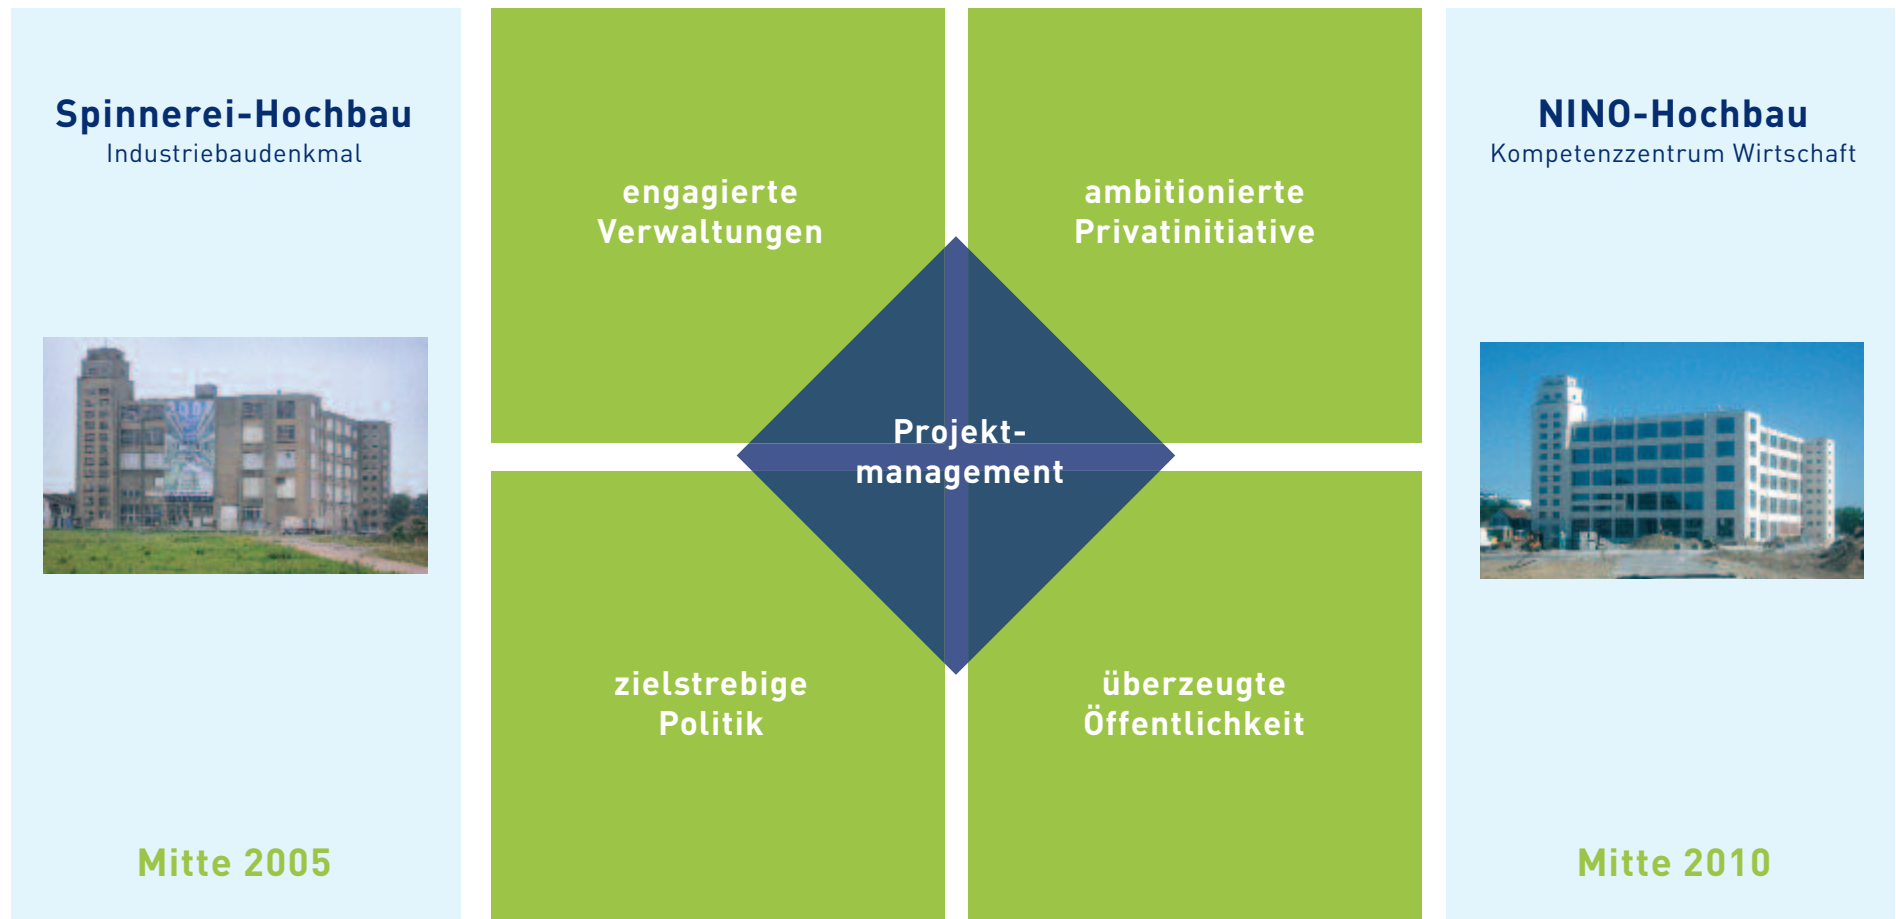 Spinnerei-Hochbau
Industriebaudenkmal
Mitte 2005
engagierte
Verwaltungen
ambitionierte
Privatinitiative
Projekt-
management
zielstrebige
Politik
überzeugte
Öffentlichkeit
NINO-Hochbau
Kompetenzzentrum Wirtschaft
Mitte 2010